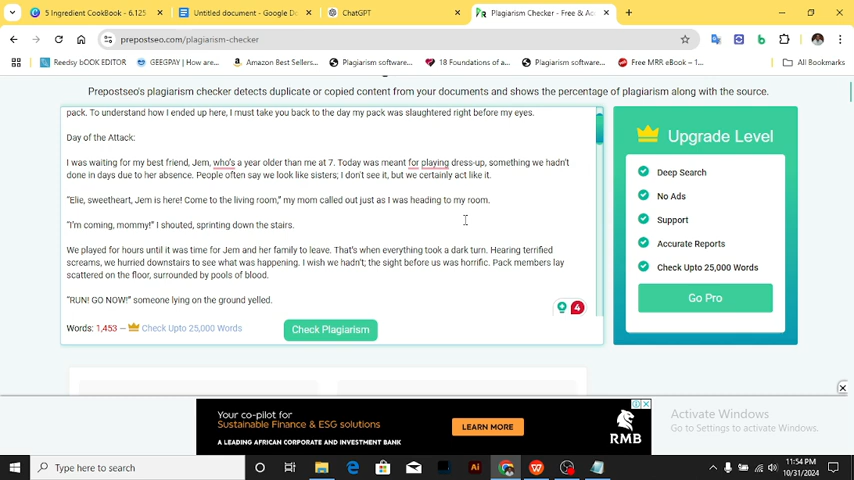 5 Ingredient CookBook - 6.125
Untitled document - Google D
ChatGPT
Plagiarism Checker - Free & Ac
prepostseo.com/plagiarism-checker
Reedsy bOOK EDITOR
GEEGPAY | How are...
Amazon Best Sellers...
Plagiarism software...
18 Foundations of a...
Plagiarism software...
Free MRR eBook – 1...
All Bookmarks
Prepostseo's plagiarism checker detects duplicate or copied content from your documents and shows the percentage of plagiarism along with the source.
pack. To understand how I ended up here, I must take you back to the day my pack was slaughtered right before my eyes.
Day of the Attack:
I was waiting for my best friend, Jem, who's a year older than me at 7. Today was meant for playing dress-up, something we hadn't
done in days due to her absence. People often say we look like sisters; I don't see it, but we certainly act like it.
"Elie, sweetheart, Jem is here! Come to the living room," my mom called out just as I was heading to my room.
"I'm coming, mommy!" I shouted, sprinting down the stairs.
We played for hours until it was time for Jem and her family to leave. That's when everything took a dark turn. Hearing terrified
screams, we hurried downstairs to see what was happening. I wish we hadn't; the sight before us was horrific. Pack members lay
scattered on the floor, surrounded by pools of blood.
"RUN! GO NOW!" someone lying on the ground yelled.
4
Words: 1,453 – Check Upto 25,000 Words
Check Plagiarism
Upgrade Level
Deep Search
No Ads
Support
Accurate Reports
Check Upto 25,000 Words
Go Pro
Your co-pilot for
Sustainable Finance & ESG solutions
A LEADING AFRICAN CORPORATE AND INVESTMENT BANK
LEARN MORE
RMB
Activate Windows
Go to Settings to activate Windows.
Type here to search
11:54 PM
10/31/2024